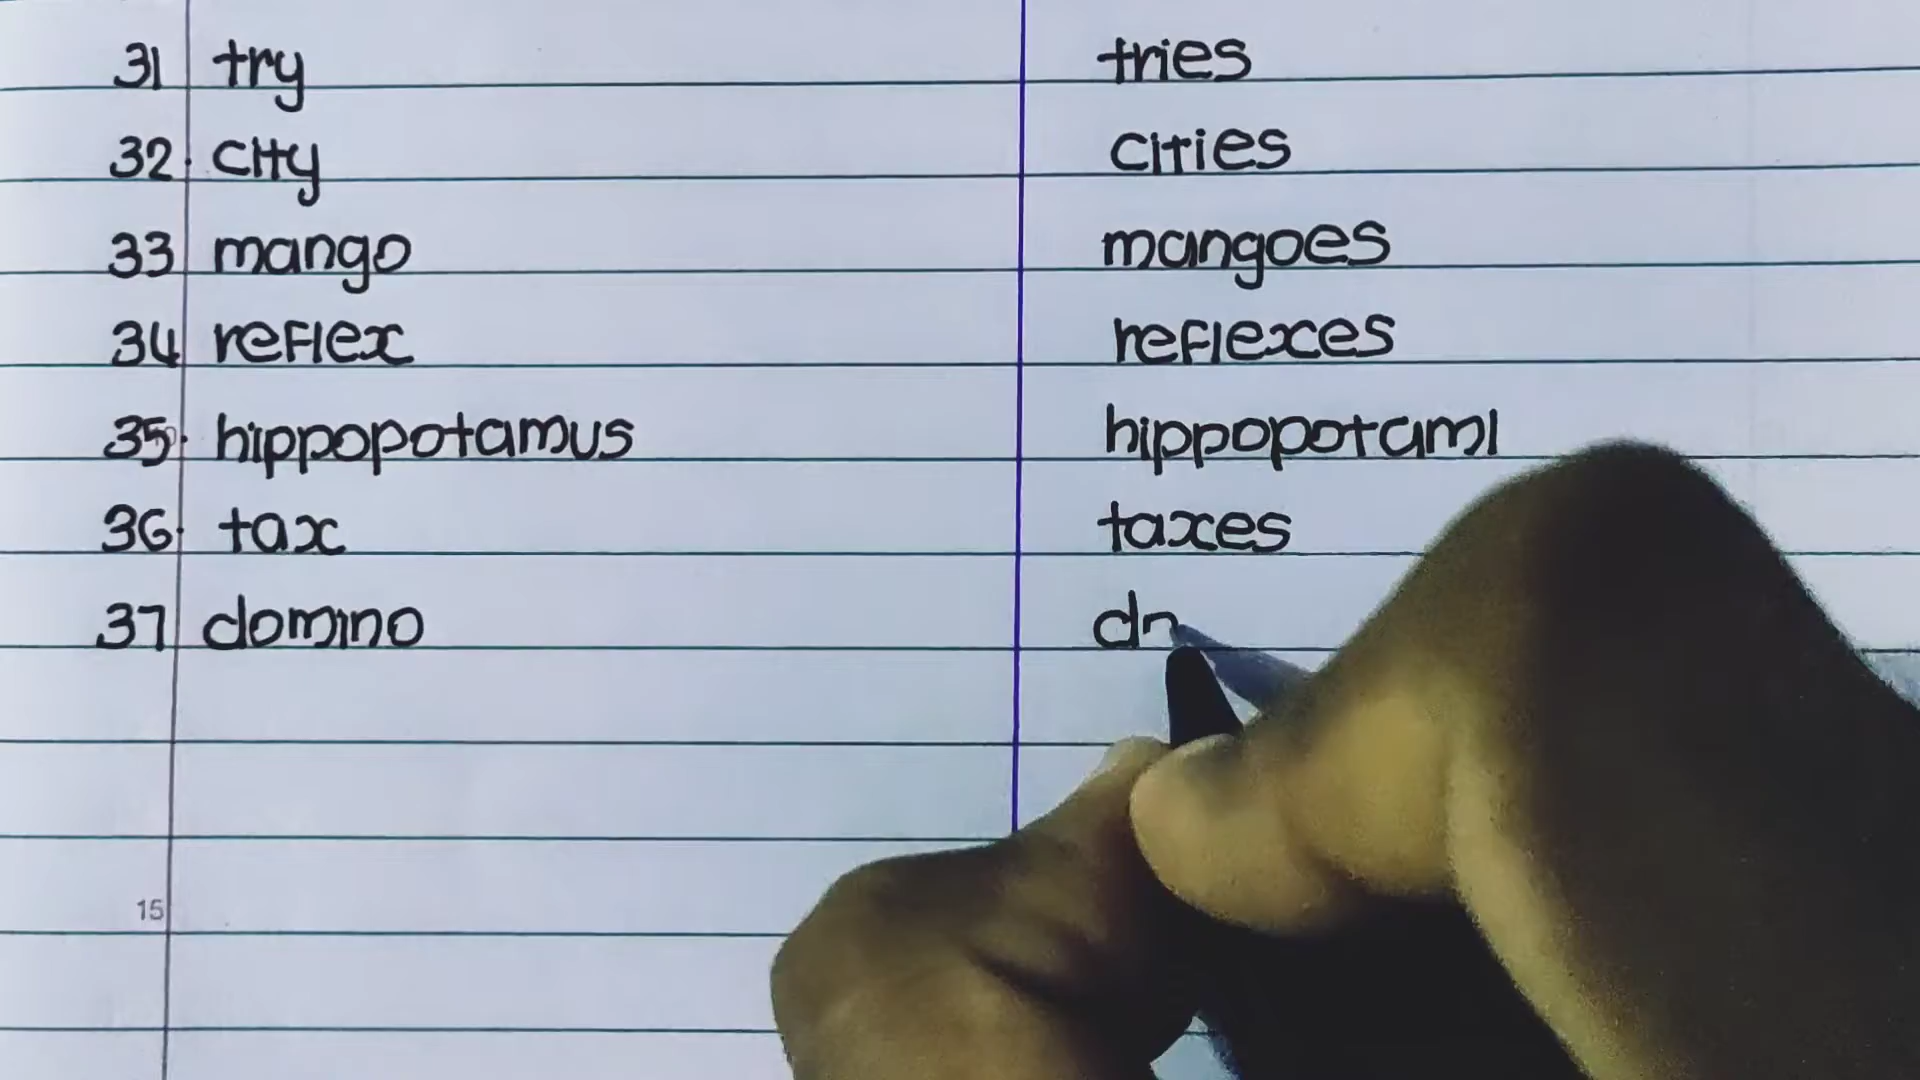 31 try tries
32. city cities
33 mango mangoes
34 reflex reflexes
35. hippopotamus hippopotami
36. tax taxes
37 domino
15